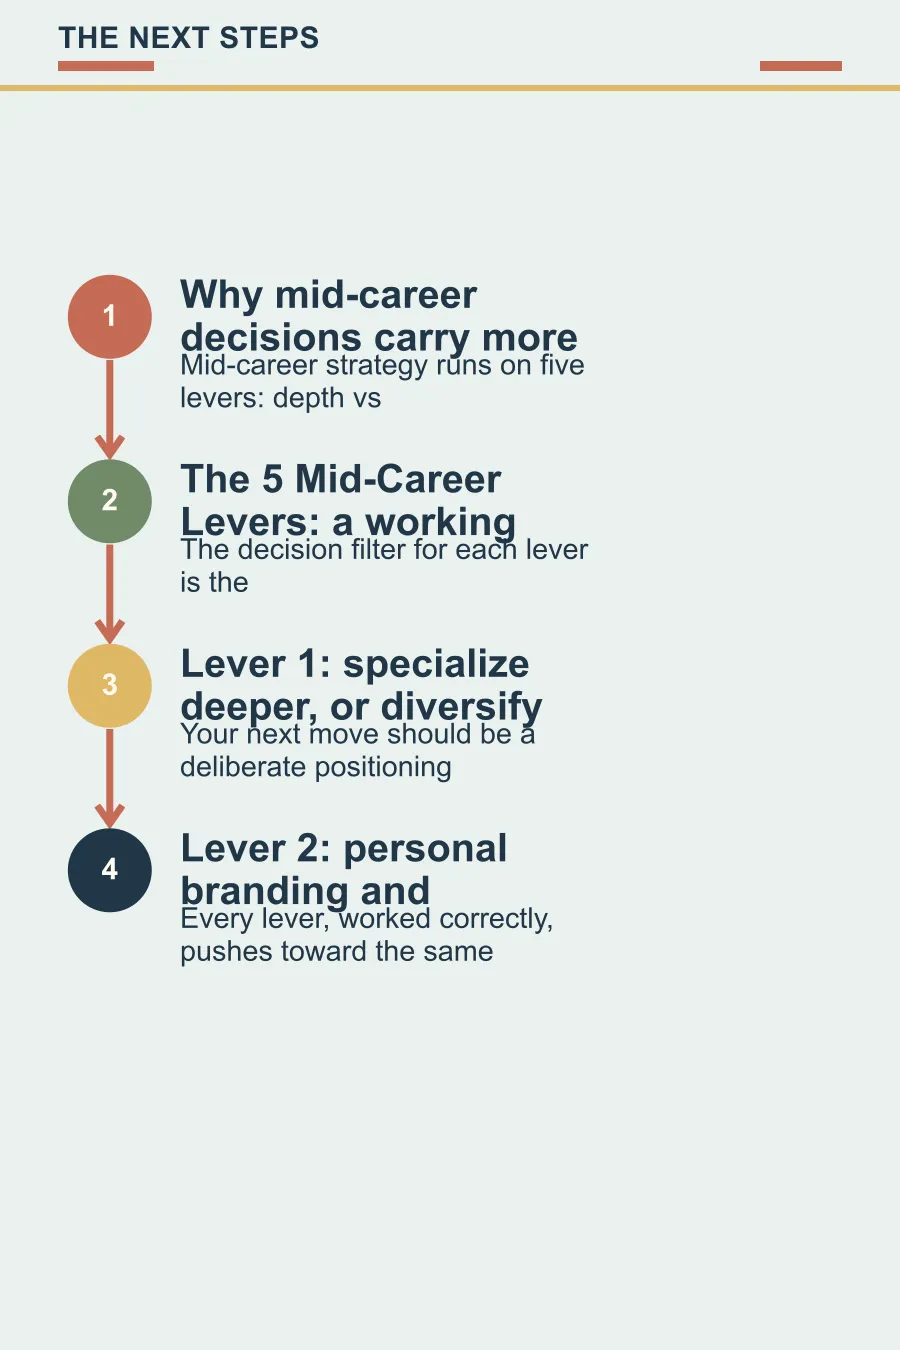 THE NEXT STEPS
1
Why mid-career
decisions carry more
Mid-career strategy runs on five
levers: depth vs
2
The 5 Mid-Career
Levers: a working
The decision filter for each lever
is the
3
Lever 1: specialize
deeper, or diversify
Your next move should be a
deliberate positioning
4
Lever 2: personal
branding and
Every lever, worked correctly,
pushes toward the same